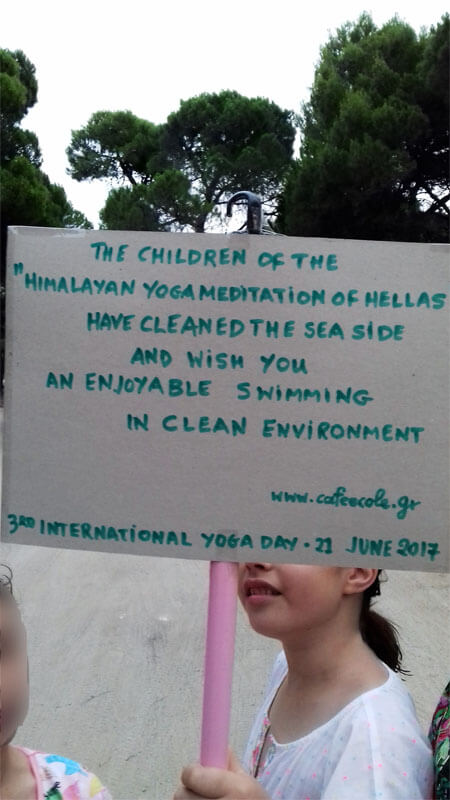 THE CHILDREN OF THE
"HIMALAYAN YOGA MEDITATION OF HELLAS
HAVE CLEANED THE SEA SIDE
AND WISH YOU
AN ENJOYABLE SWIMMING
IN CLEAN ENVIRONMENT
www.cafeecole.gr
3RD INTERNATIONAL YOGA DAY · 21 JUNE 2017